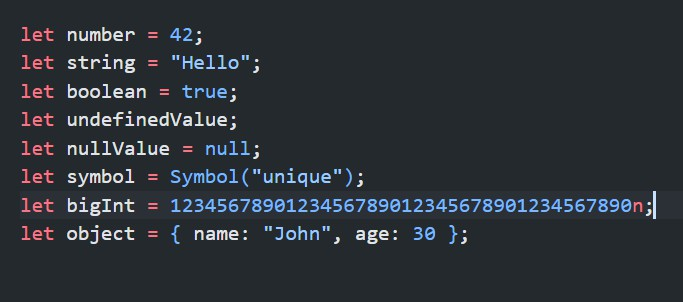 let number = 42;
let string = "Hello";
let boolean = true;
let undefinedValue;
let nullValue = null;
let symbol = Symbol("unique");
let bigInt = 1234567890123456789012345678901234567890n;
let object = { name: "John", age: 30 };